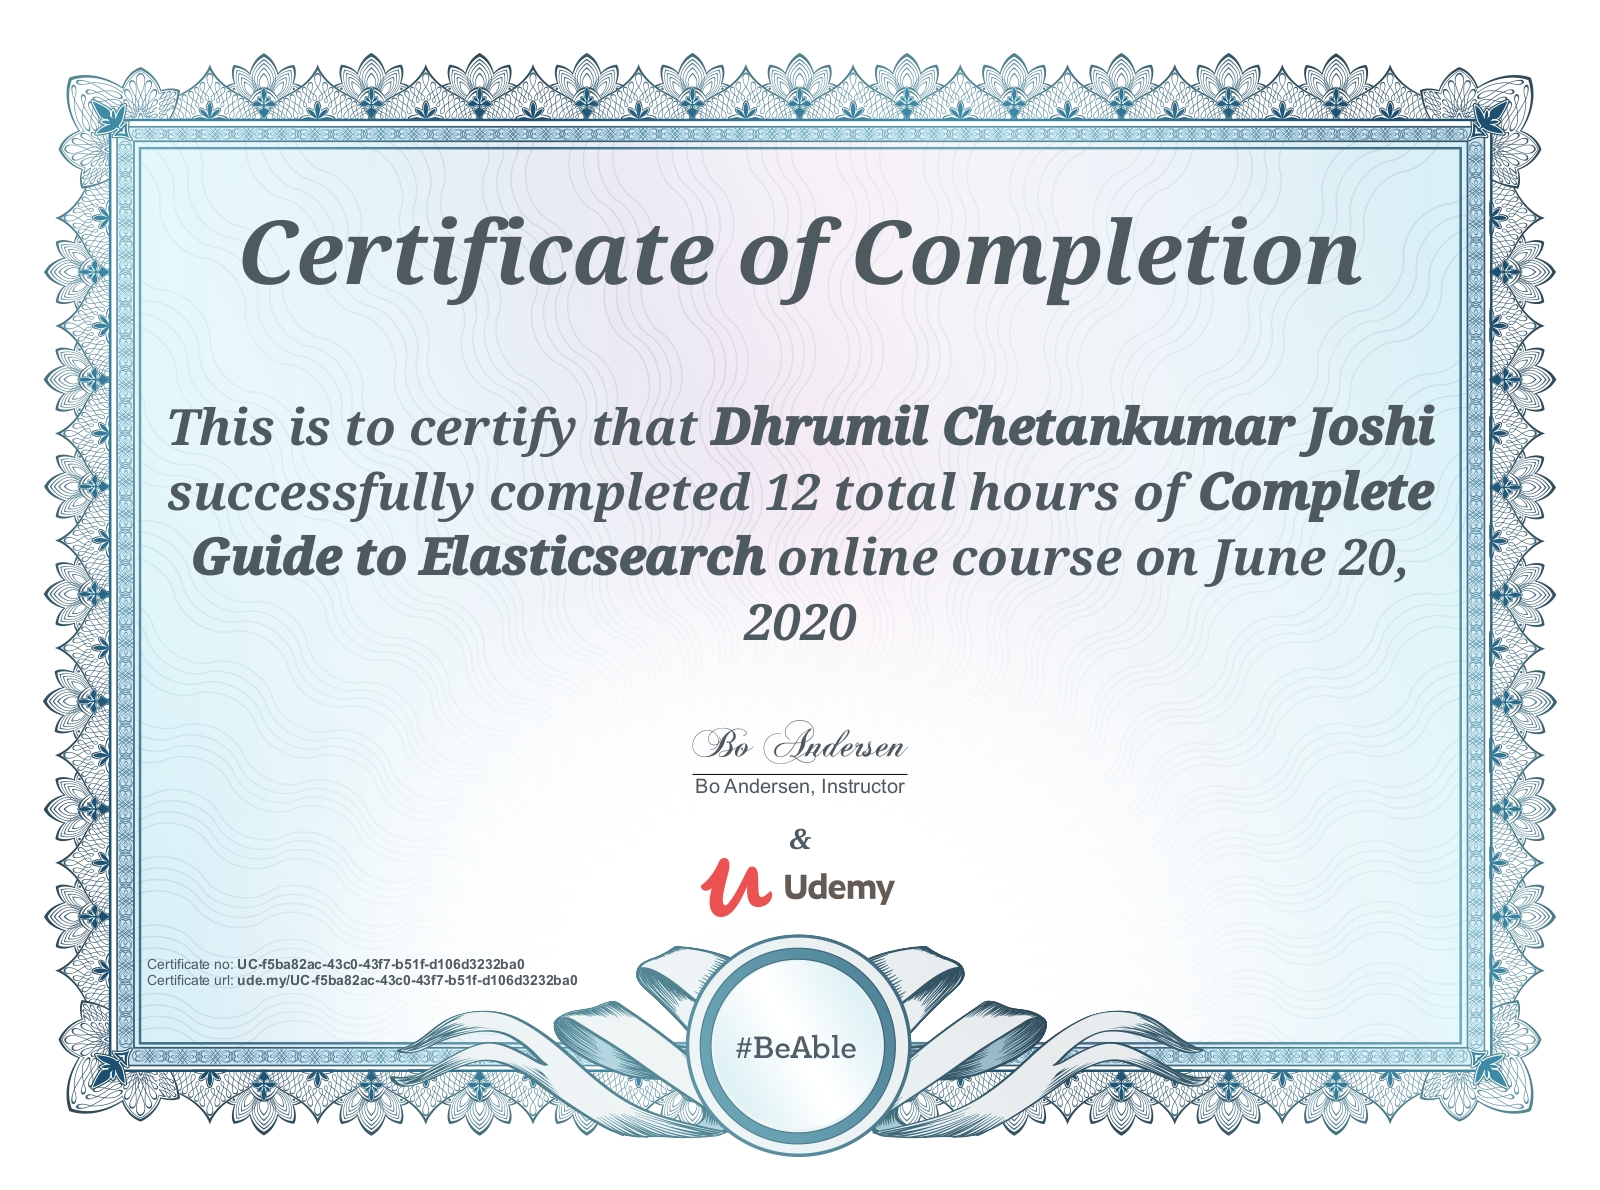 Certificate of Completion
This is to certify that Dhrumil Chetankumar Joshi
successfully completed 12 total hours of Complete
Guide to Elasticsearch online course on June 20,
2020
Bo Andersen
Bo Andersen, Instructor
&
Udemy
Certificate no: UC-f5ba82ac-43c0-43f7-b51f-d106d3232ba0
Certificate url: ude.my/UC-f5ba82ac-43c0-43f7-b51f-d106d3232ba0
#BeAble